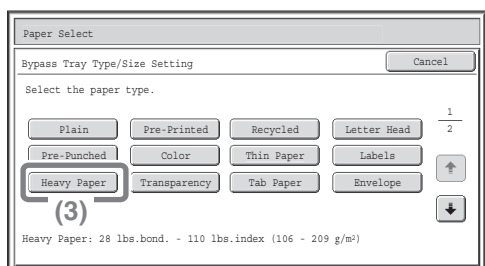 Paper Select
Bypass Tray Type/Size Setting Cancel
Select the paper type.
1
2
Plain Pre-Printed Recycled Letter Head
Pre-Punched Color Thin Paper Labels
Heavy Paper Transparency Tab Paper Envelope
(3)
Heavy Paper: 28 lbs.bond. - 110 lbs.index (106 - 209 g/m²)